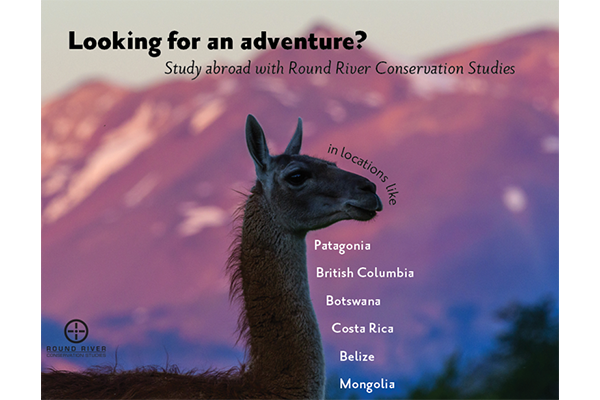 Looking for an adventure?
Study abroad with Round River Conservation Studies
in locations like
Patagonia
British Columbia
Botswana
Costa Rica
Belize
Mongolia
ROUND RIVER
CONSERVATION STUDIES